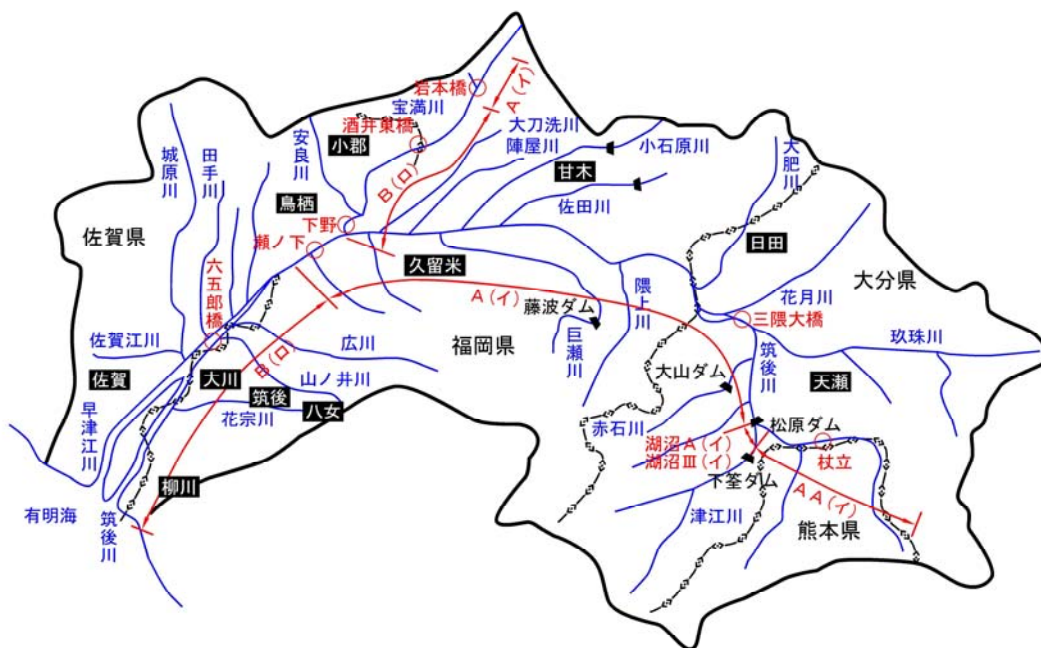 岩本橋
宝満川
A(イ)
酒井東橋
大刀洗川
安良川
小郡
陣屋川
小石原川
城原川
田手川
B(ロ)
甘木
大肥川
佐田川
鳥栖
下野
佐賀県
瀬ノ下
日田
久留米
大分県
六五郎橋
隈上川
花月川
A(イ)
藤波ダム
三隈大橋
佐賀江川
広川
福岡県
巨瀬川
筑後川
玖珠川
B(ロ)
佐賀
大川
山ノ井川
大山ダム
天瀬
筑後
八女
早津江川
花宗川
赤石川
松原ダム
湖沼A(イ)
湖沼Ⅲ(イ)
杖立
下筌ダム
柳川
AA(イ)
有明海
筑後川
津江川
熊本県